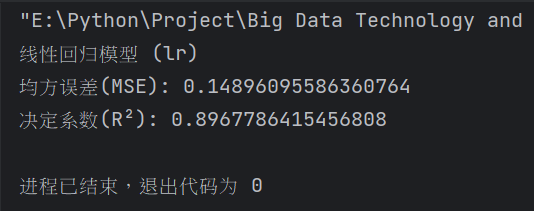 "E:\Python\Project\Big Data Technology and
线性回归模型 (lr)
均方误差(MSE): 0.14896095586360764
决定系数(R²): 0.8967786415456808
进程已结束，退出代码为 0